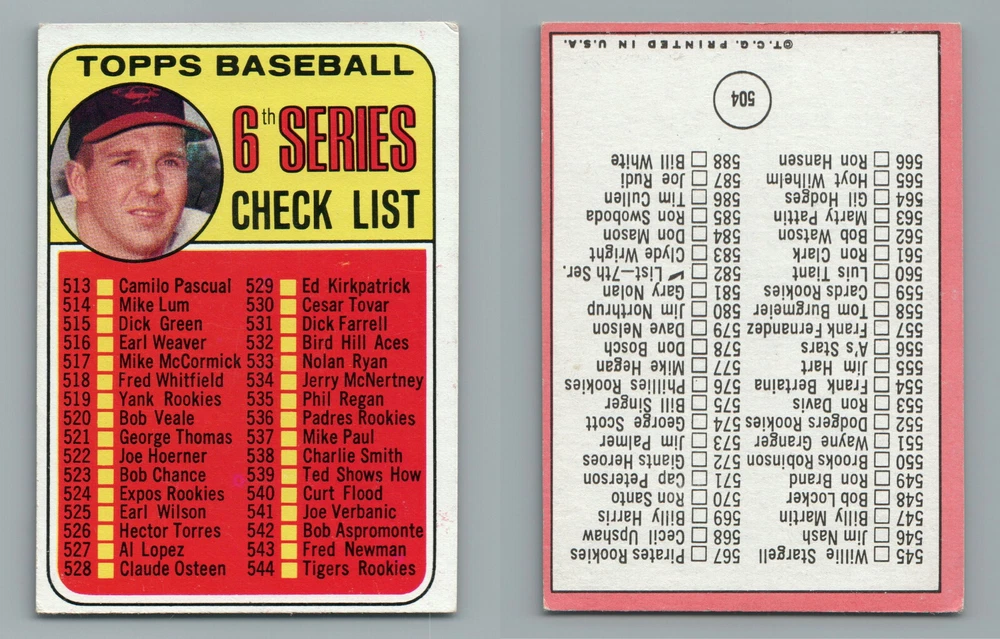 TOPPS BASEBALL
6th SERIES
CHECK LIST
513 Camilo Pascual
514 Mike Lum
515 Dick Green
516 Earl Weaver
517 Mike McCormick
518 Fred Whitfield
519 Yank Rookies
520 Bob Veale
521 George Thomas
522 Joe Hoerner
523 Bob Chance
524 Expos Rookies
525 Earl Wilson
526 Hector Torres
527 Al Lopez
528 Claude Osteen
529 Ed Kirkpatrick
530 Cesar Tovar
531 Dick Farrell
532 Bird Hill Aces
533 Nolan Ryan
534 Jerry McNertney
535 Phil Regan
536 Padres Rookies
537 Mike Paul
538 Charlie Smith
539 Ted Shows How
540 Curt Flood
541 Joe Verbanic
542 Bob Aspromonte
543 Fred Newman
544 Tigers Rookies
545 Willie Stargell
546 Jim Nash
547 Billy Martin
548 Bob Locker
549 Ron Brand
550 Brooks Robinson
551 Wayne Granger
552 Dodgers Rookies
553 Ron Davis
554 Frank Bertaina
555 Jim Hart
556 A's Stars
557 Frank Fernandez
558 Tom Burgmeier
559 Cards Rookies
560 Luis Tiant
561 Ron Clark
562 Bob Watson
563 Marty Pattin
564 Gil Hodges
565 Hoyt Wilhelm
566 Ron Hansen
567 Pirates Rookies
568 Cecil Upshaw
569 Billy Harris
570 Ron Santo
571 Cap Peterson
572 Giants Heroes
573 Jim Palmer
574 George Scott
575 Bill Singer
576 Phillies Rookies
577 Mike Hegan
578 Don Bosch
579 Dave Nelson
580 Jim Northrup
581 Gary Nolan
582 ✓ List—7th Ser.
583 Clyde Wright
584 Don Mason
585 Ron Swoboda
586 Tim Cullen
587 Joe Rudi
588 Bill White
504
©T.C.G. PRINTED IN U.S.A.